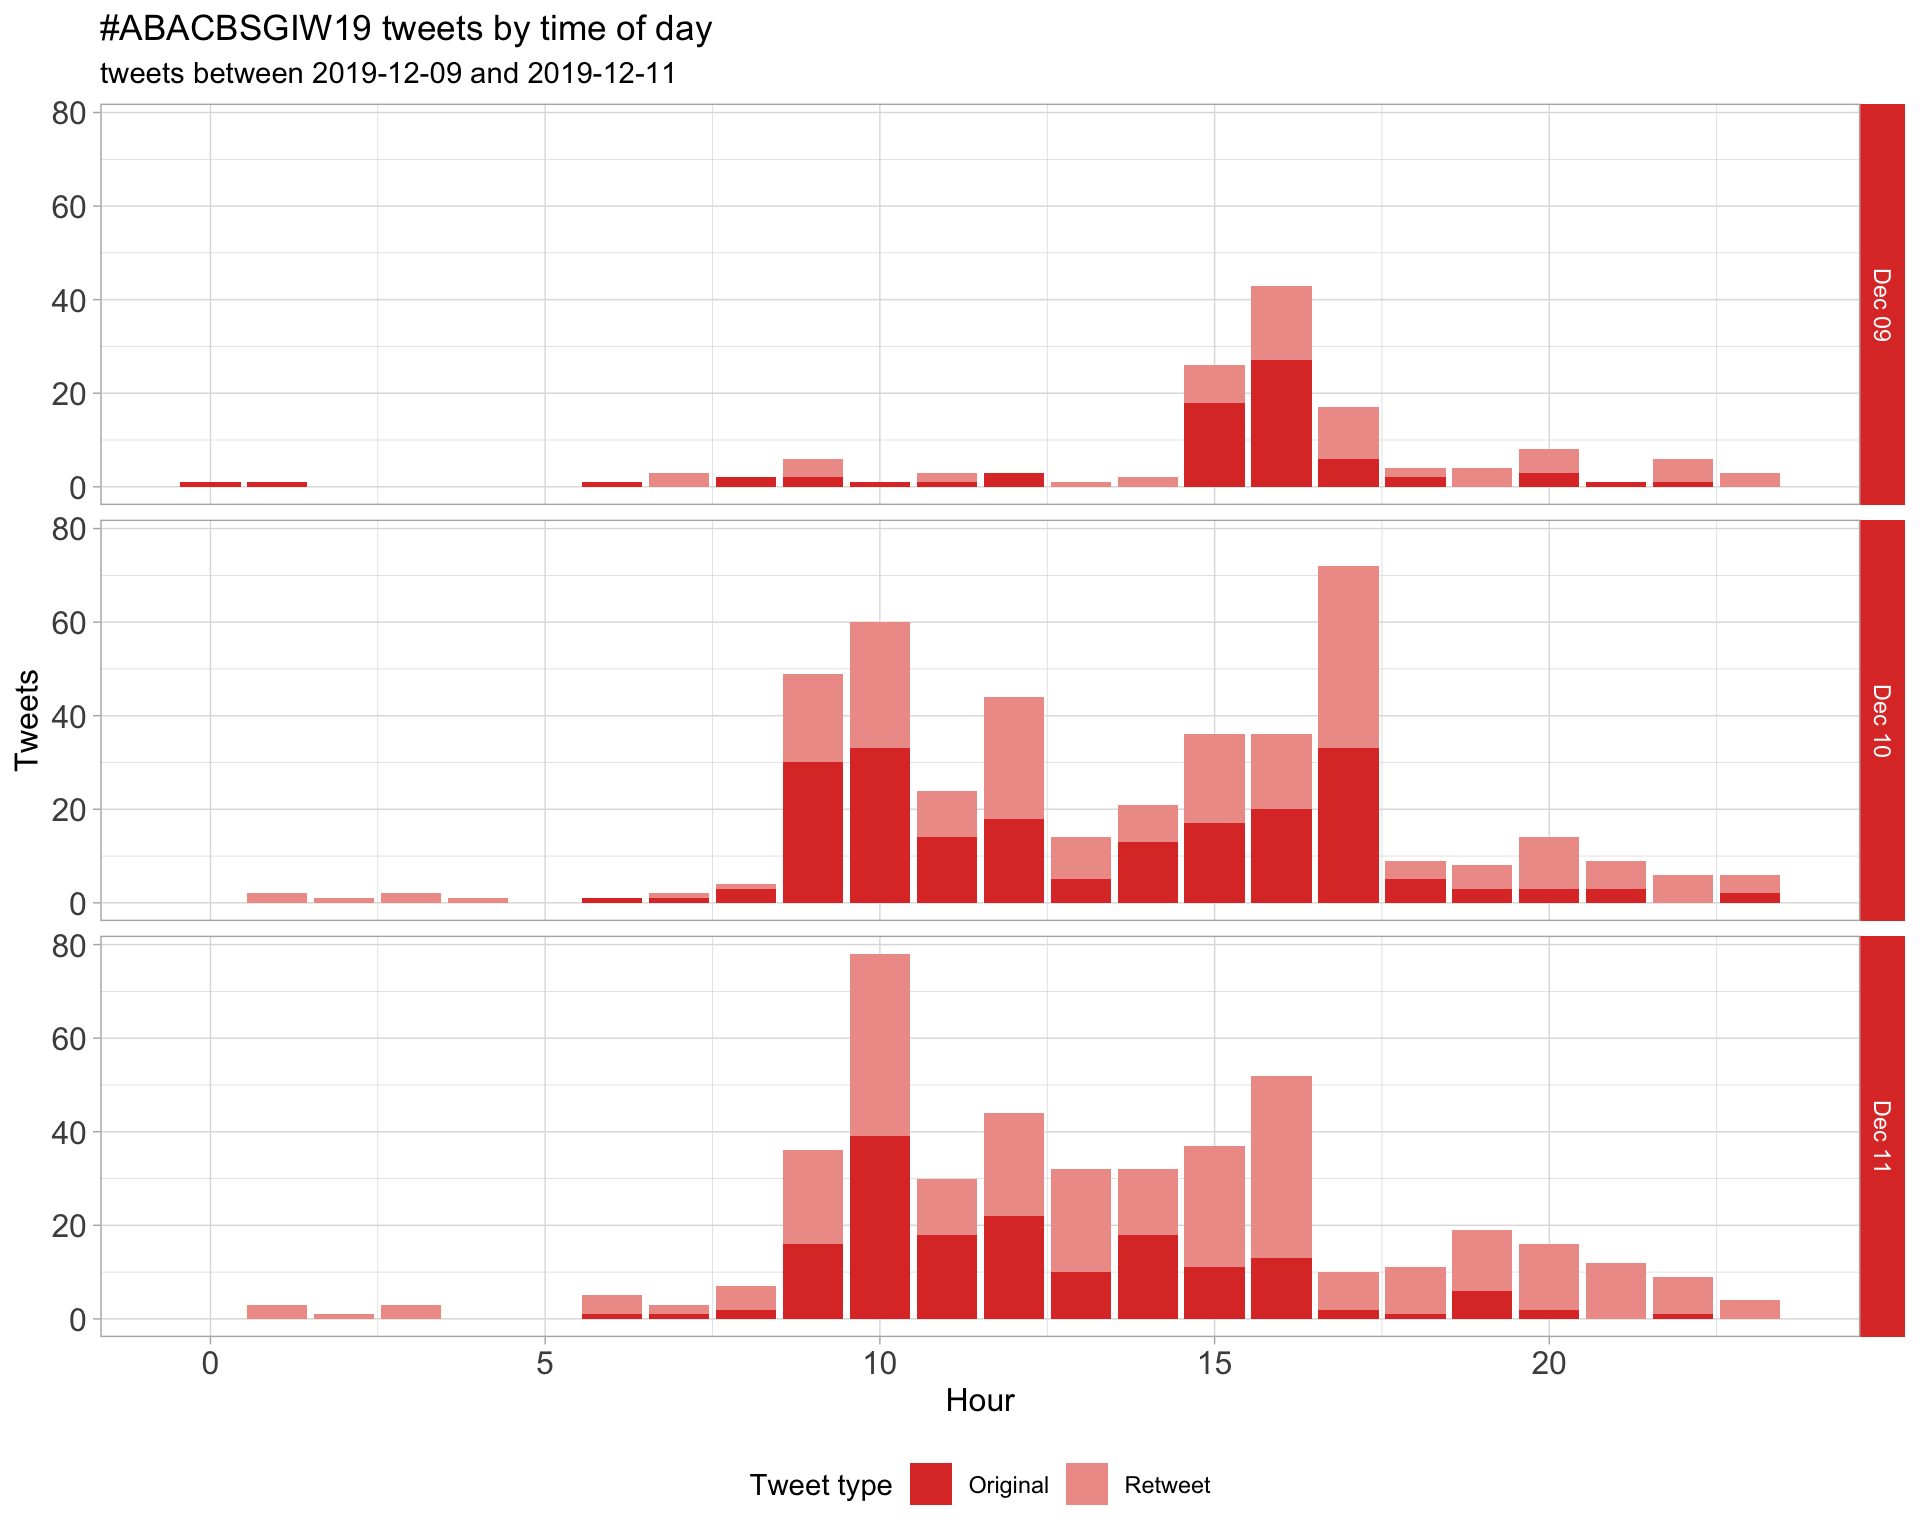 #ABACBSGIW19 tweets by time of day
tweets between 2019-12-09 and 2019-12-11
Tweets
80
60
40
20
0
Dec 09
80
60
40
20
0
Dec 10
80
60
40
20
0
Dec 11
0 5 10 15 20
Hour
Tweet type Original Retweet